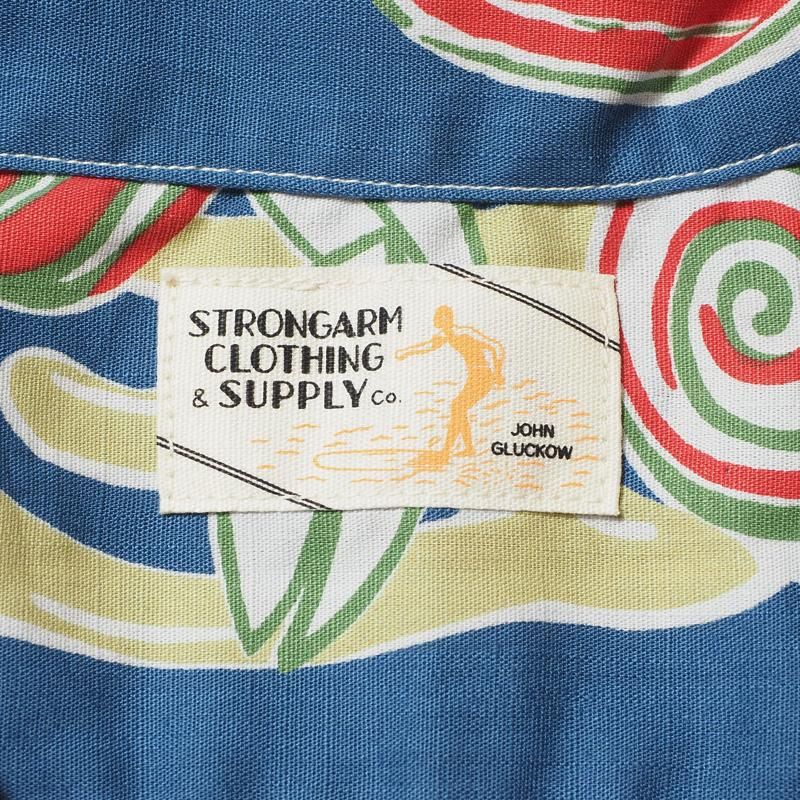 STRONGARM
CLOTHING
& SUPPLY Co.
JOHN
GLUCKOW